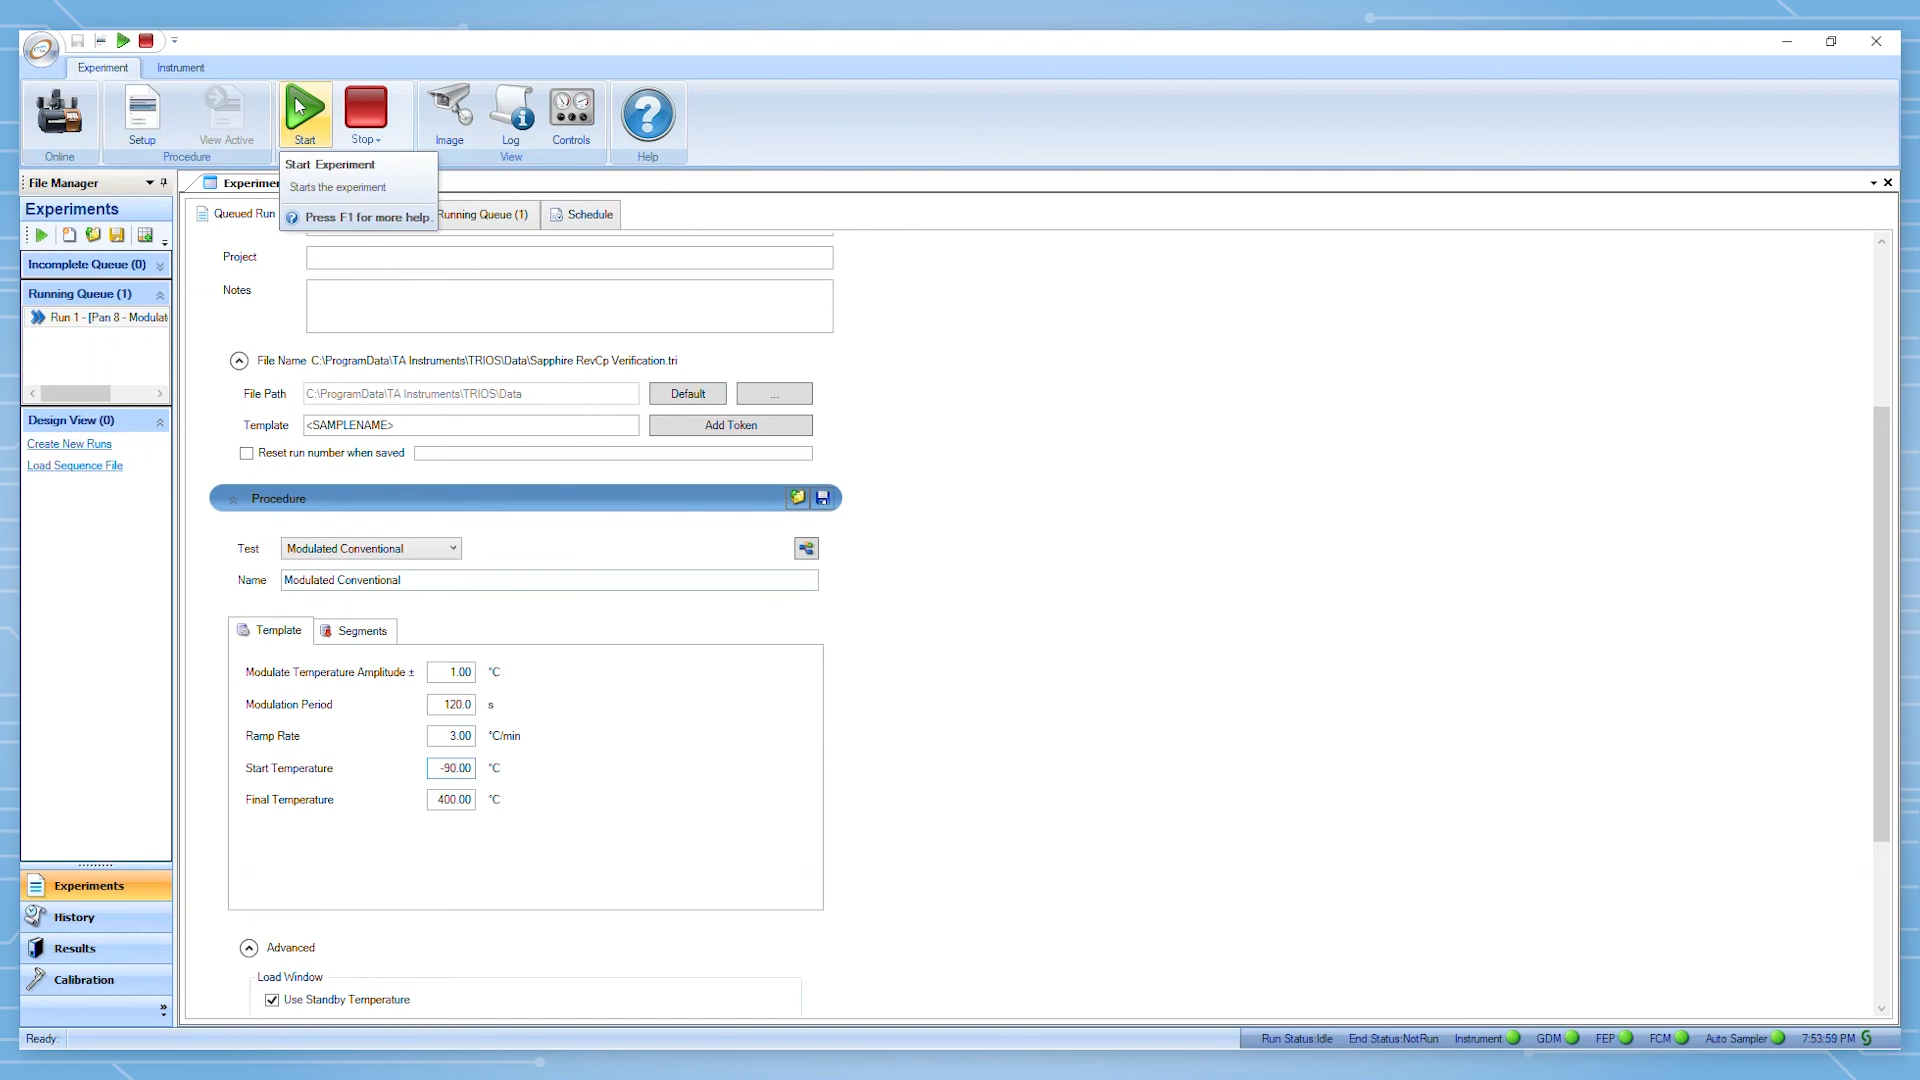 Experiment
Instrument
Setup
View Active
Start
Stop
Image
Log
Controls
Online
Procedure
View
Help
Start Experiment
Starts the experiment
Press F1 for more help.
File Manager
Experiments
Incomplete Queue (0)
Running Queue (1)
Run 1 - [Pan 8 - Modulat
Design View (0)
Create New Runs
Load Sequence File
Experiments
History
Results
Calibration
Experimen
Queued Run
Running Queue (1)
Schedule
Project
Notes
File Name C:\ProgramData\TA Instruments\TRIOS\Data\Sapphire RevCp Verification.tri
File Path C:\ProgramData\TA Instruments\TRIOS\Data Default ...
Template <SAMPLENAME> Add Token
Reset run number when saved
Procedure
Test Modulated Conventional
Name Modulated Conventional
Template Segments
Modulate Temperature Amplitude ± 1.00 °C
Modulation Period 120.0 s
Ramp Rate 3.00 °C/min
Start Temperature -90.00 °C
Final Temperature 400.00 °C
Advanced
Load Window
Use Standby Temperature
Ready: Run Status:Idle End Status:NotRun Instrument GDM FEP FCM Auto Sampler 7:53:59 PM